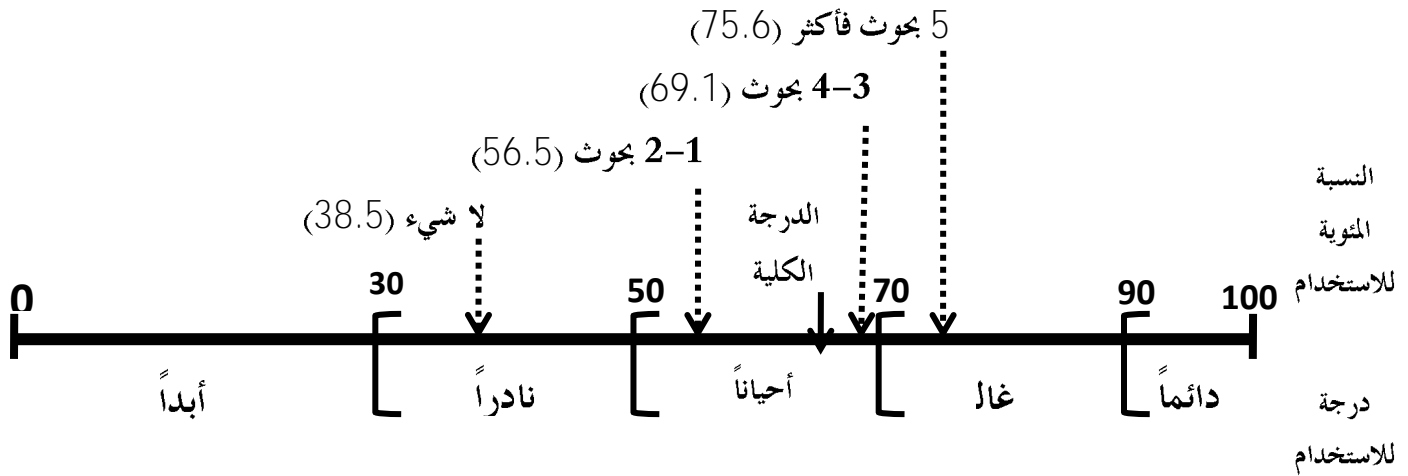 5 بحوث فأكثر (75.6)
3–4 بحوث (69.1)
1–2 بحوث (56.5)
لا شيء (38.5)
الدرجة
الكلية
النسبة
المئوية
للاستخدام
0
30
50
70
90
100
أبداً
نادراً
أحياناً
غال
دائماً
درجة
للاستخدام